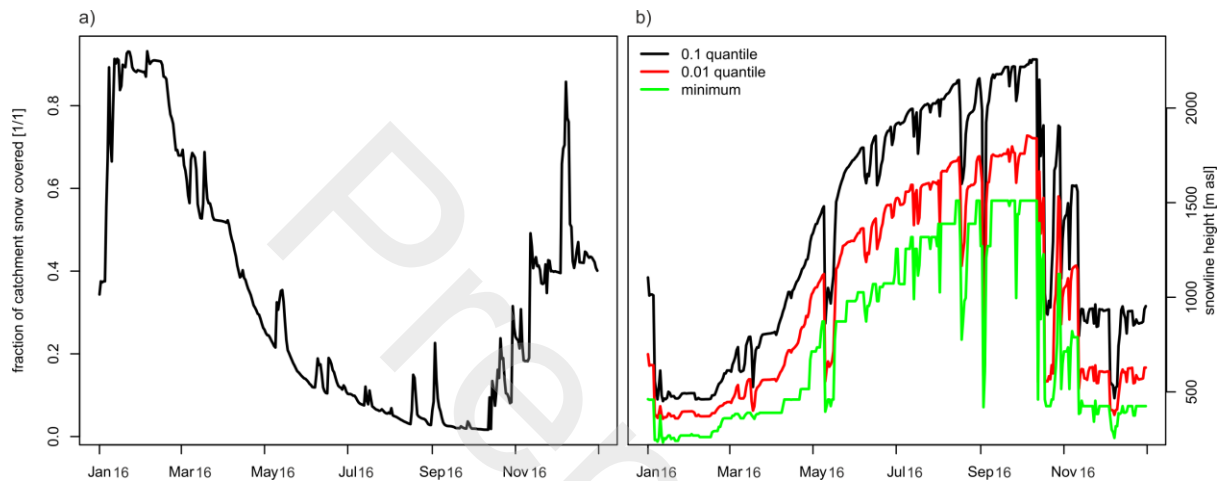 a)
b)
fraction of catchment snow covered [1/1]
0.8
0.6
0.4
0.2
0.0
Jan 16 Mar 16 May 16 Jul 16 Sep 16 Nov 16
0.1 quantile
0.01 quantile
minimum
2000
1500
1000
500
snowline height [m asl]
Jan 16 Mar 16 May 16 Jul 16 Sep 16 Nov 16